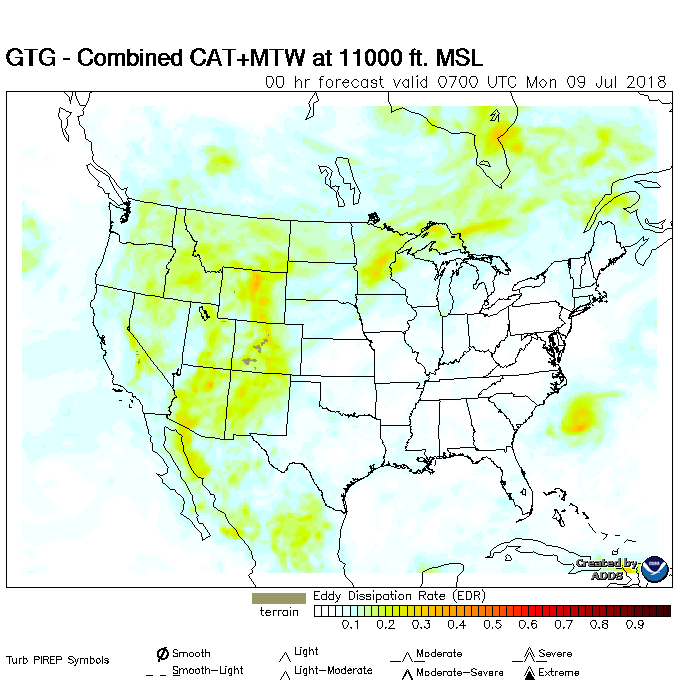 GTG - Combined CAT+MTW at 11000 ft. MSL
00 hr forecast valid 0700 UTC Mon 09 Jul 2018
Created by
ADDS
terrain
Eddy Dissipation Rate (EDR)
0.1 0.2 0.3 0.4 0.5 0.6 0.7 0.8 0.9
Turb PIREP Symbols
Smooth Light Moderate Severe
Smooth-Light Light-Moderate Moderate-Severe Extreme